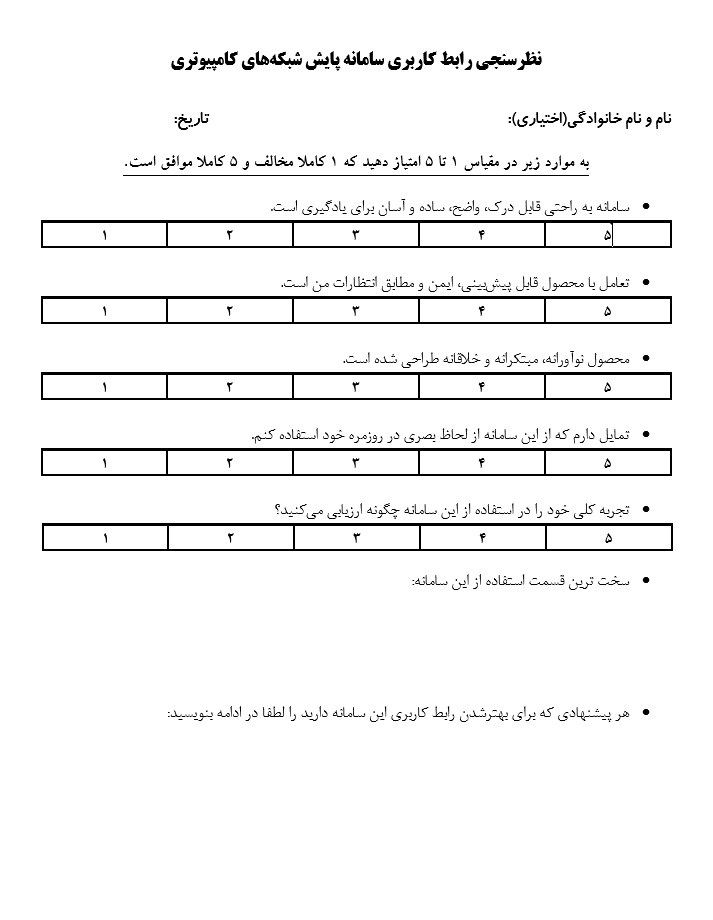 نظرسنجی رابط کاربری سامانه پایش شبکه‌های کامپیوتری
نام و نام خانوادگی(اختیاری): تاریخ:
به موارد زیر در مقیاس ۱ تا ۵ امتیاز دهید که ۱ کاملا مخالف و ۵ کاملا موافق است.
• سامانه به راحتی قابل درک، واضح، ساده و آسان برای یادگیری است.
۵ ۴ ۳ ۲ ۱
• تعامل با محصول قابل پیش‌بینی، ایمن و مطابق انتظارات من است.
۵ ۴ ۳ ۲ ۱
• محصول نوآورانه، مبتکرانه و خلاقانه طراحی شده است.
۵ ۴ ۳ ۲ ۱
• تمایل دارم که از این سامانه از لحاظ بصری در روزمره خود استفاده کنم.
۵ ۴ ۳ ۲ ۱
• تجربه کلی خود را در استفاده از این سامانه چگونه ارزیابی می‌کنید؟
۵ ۴ ۳ ۲ ۱
• سخت ترین قسمت استفاده از این سامانه:
• هر پیشنهادی که برای بهترشدن رابط کاربری این سامانه دارید را لطفا در ادامه بنویسید: